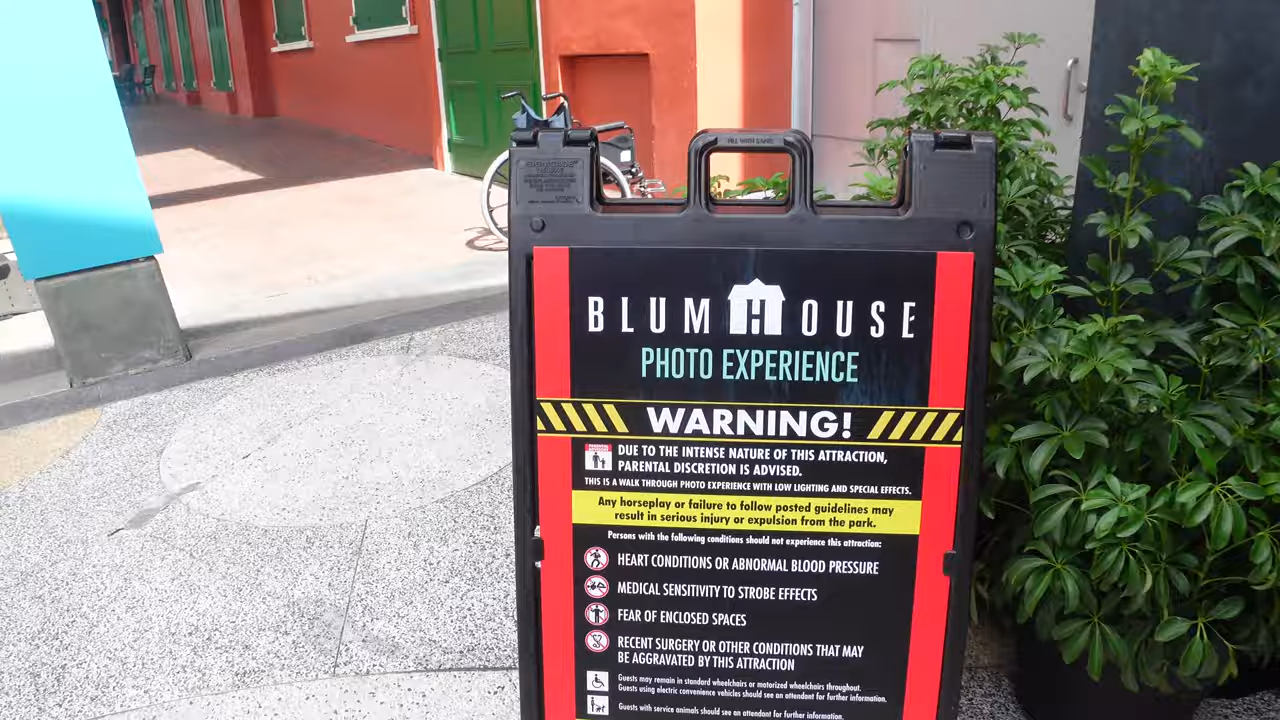 BLUMHOUSE
PHOTO EXPERIENCE
WARNING!
DUE TO THE INTENSE NATURE OF THIS ATTRACTION,
PARENTAL DISCRETION IS ADVISED.
THIS IS A WALK THROUGH PHOTO EXPERIENCE WITH LOW LIGHTING AND SPECIAL EFFECTS.
Any horseplay or failure to follow posted guidelines may
result in serious injury or expulsion from the park.
Persons with the following conditions should not experience this attraction:
HEART CONDITIONS OR ABNORMAL BLOOD PRESSURE
MEDICAL SENSITIVITY TO STROBE EFFECTS
FEAR OF ENCLOSED SPACES
RECENT SURGERY OR OTHER CONDITIONS THAT MAY
BE AGGRAVATED BY THIS ATTRACTION
Guests may remain in standard wheelchairs or motorized wheelchairs throughout.
Guests using electric convenience vehicles should see an attendant for further information.
Guests with service animals should see an attendant for further information.